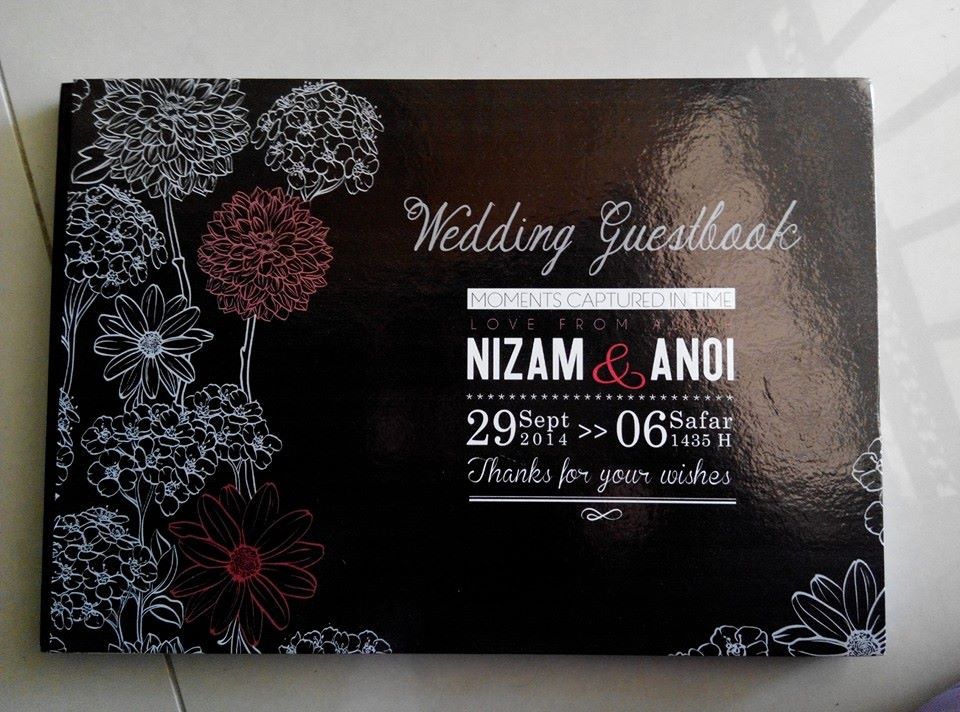 Wedding Guestbook
MOMENTS CAPTURED IN TIME
LOVE FROM
NIZAM & ANOI
29 Sept 2014 >> 06 Safar 1435 H
Thanks for your wishes